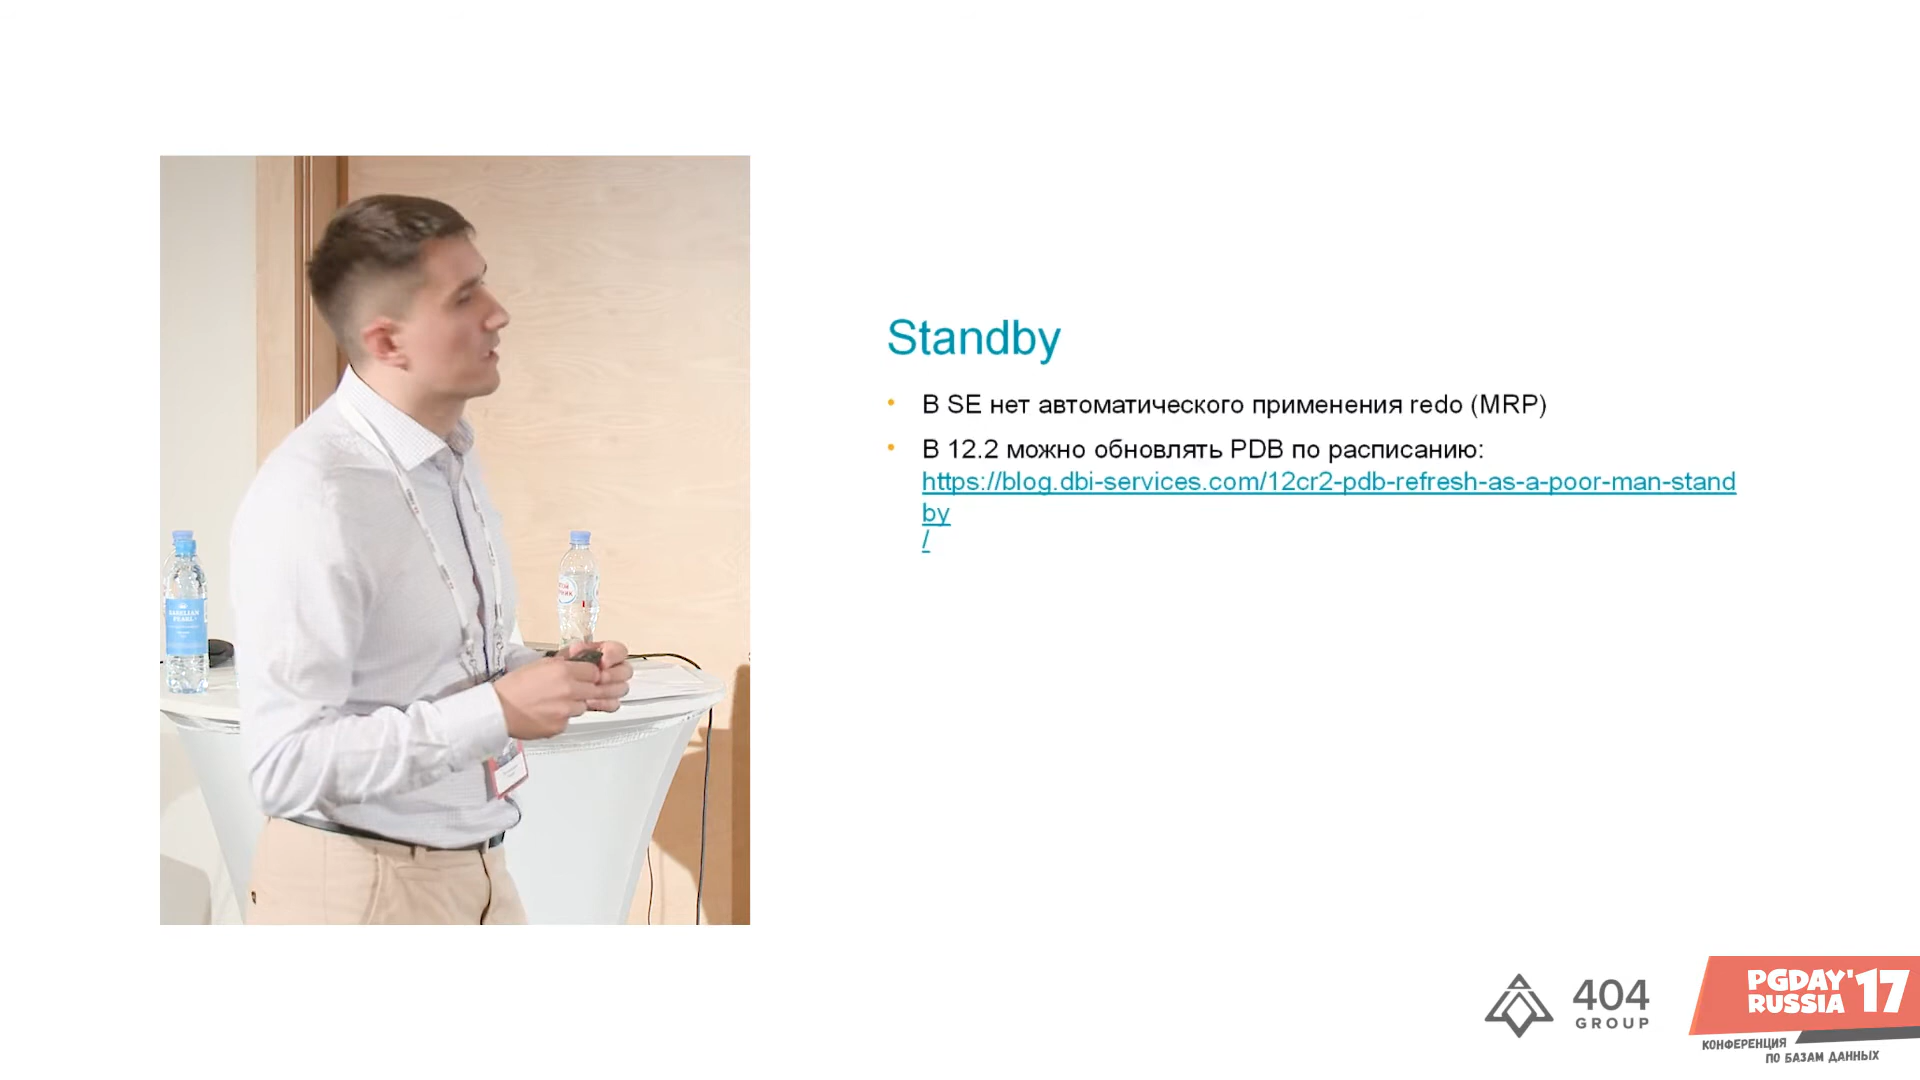 Standby
• В SE нет автоматического применения redo (MRP)
• В 12.2 можно обновлять PDB по расписанию:
https://blog.dbi-services.com/12cr2-pdb-refresh-as-a-poor-man-stand
by
/
404
GROUP
PGDAY'17
RUSSIA
КОНФЕРЕНЦИЯ
ПО БАЗАМ ДАННЫХ